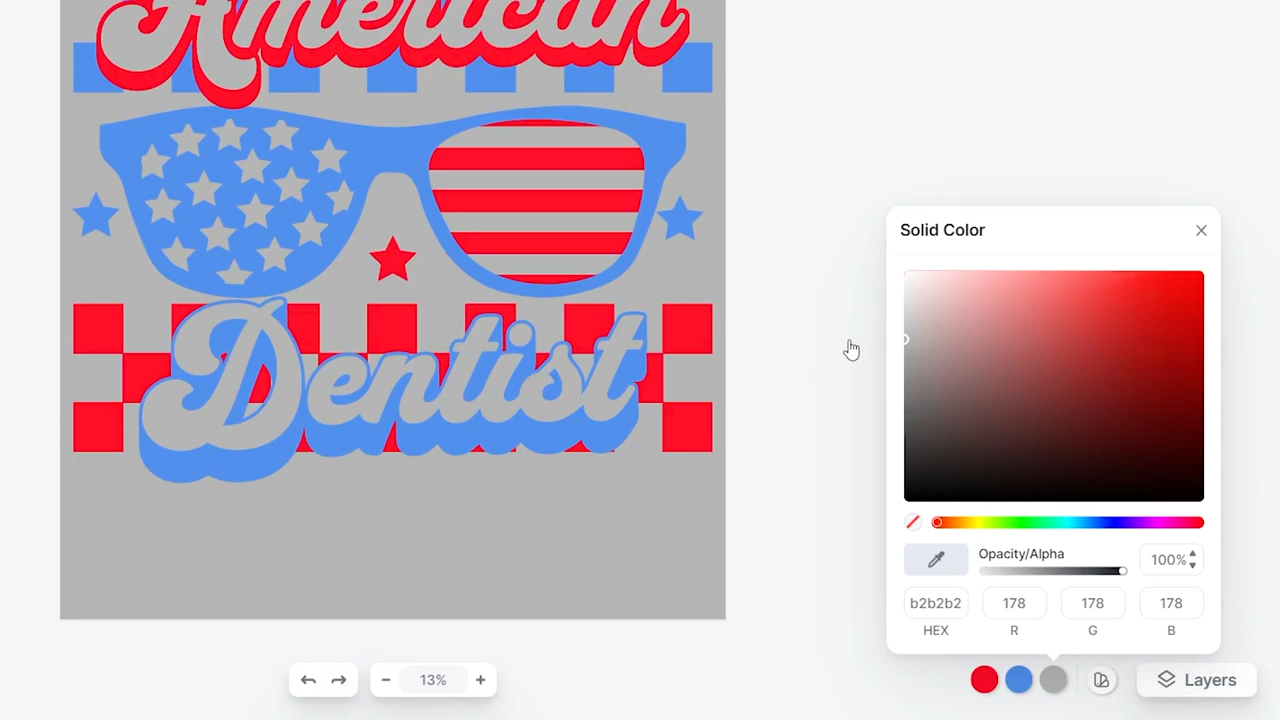 American
Dentist
Solid Color
Opacity/Alpha
100%
b2b2b2 178 178 178
HEX R G B
13%
Layers